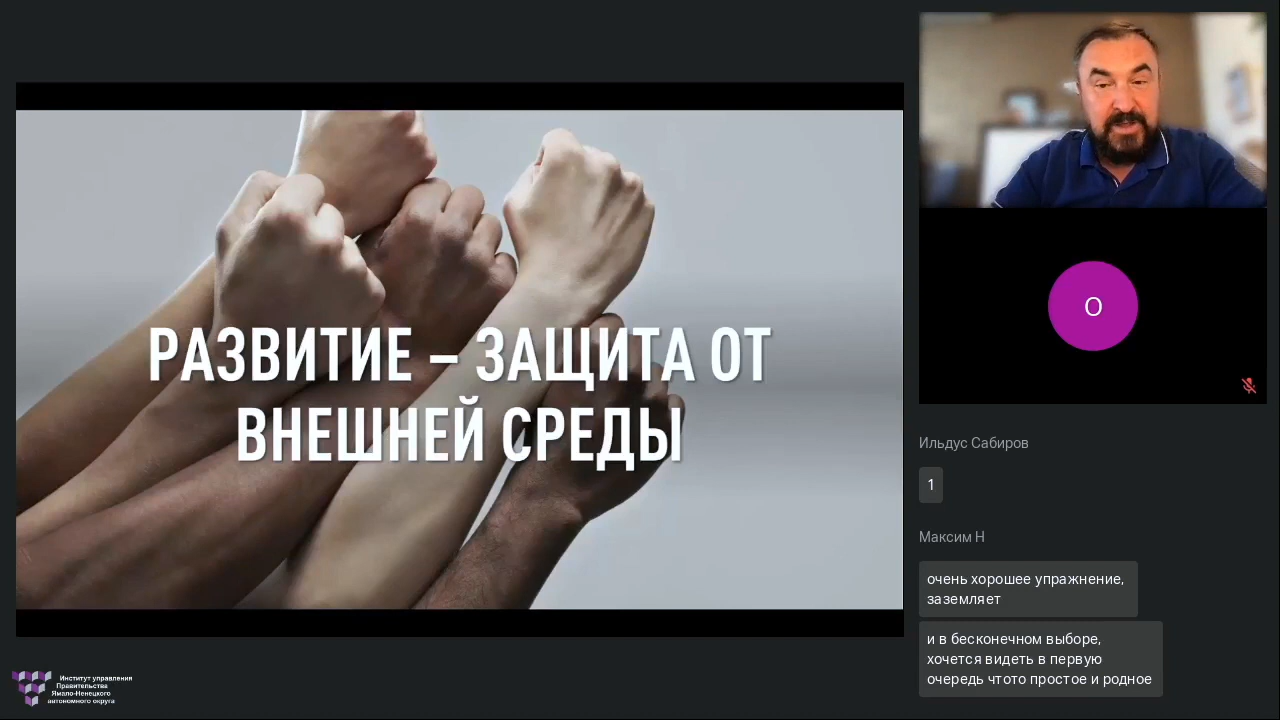 РАЗВИТИЕ – ЗАЩИТА ОТ
ВНЕШНЕЙ СРЕДЫ
Институт управления
Правительства
Ямало-Ненецкого
автономного округа
О
Ильдус Сабиров
1
Максим Н
очень хорошее упражнение,
заземляет
и в бесконечном выборе,
хочется видеть в первую
очередь чтото простое и родное